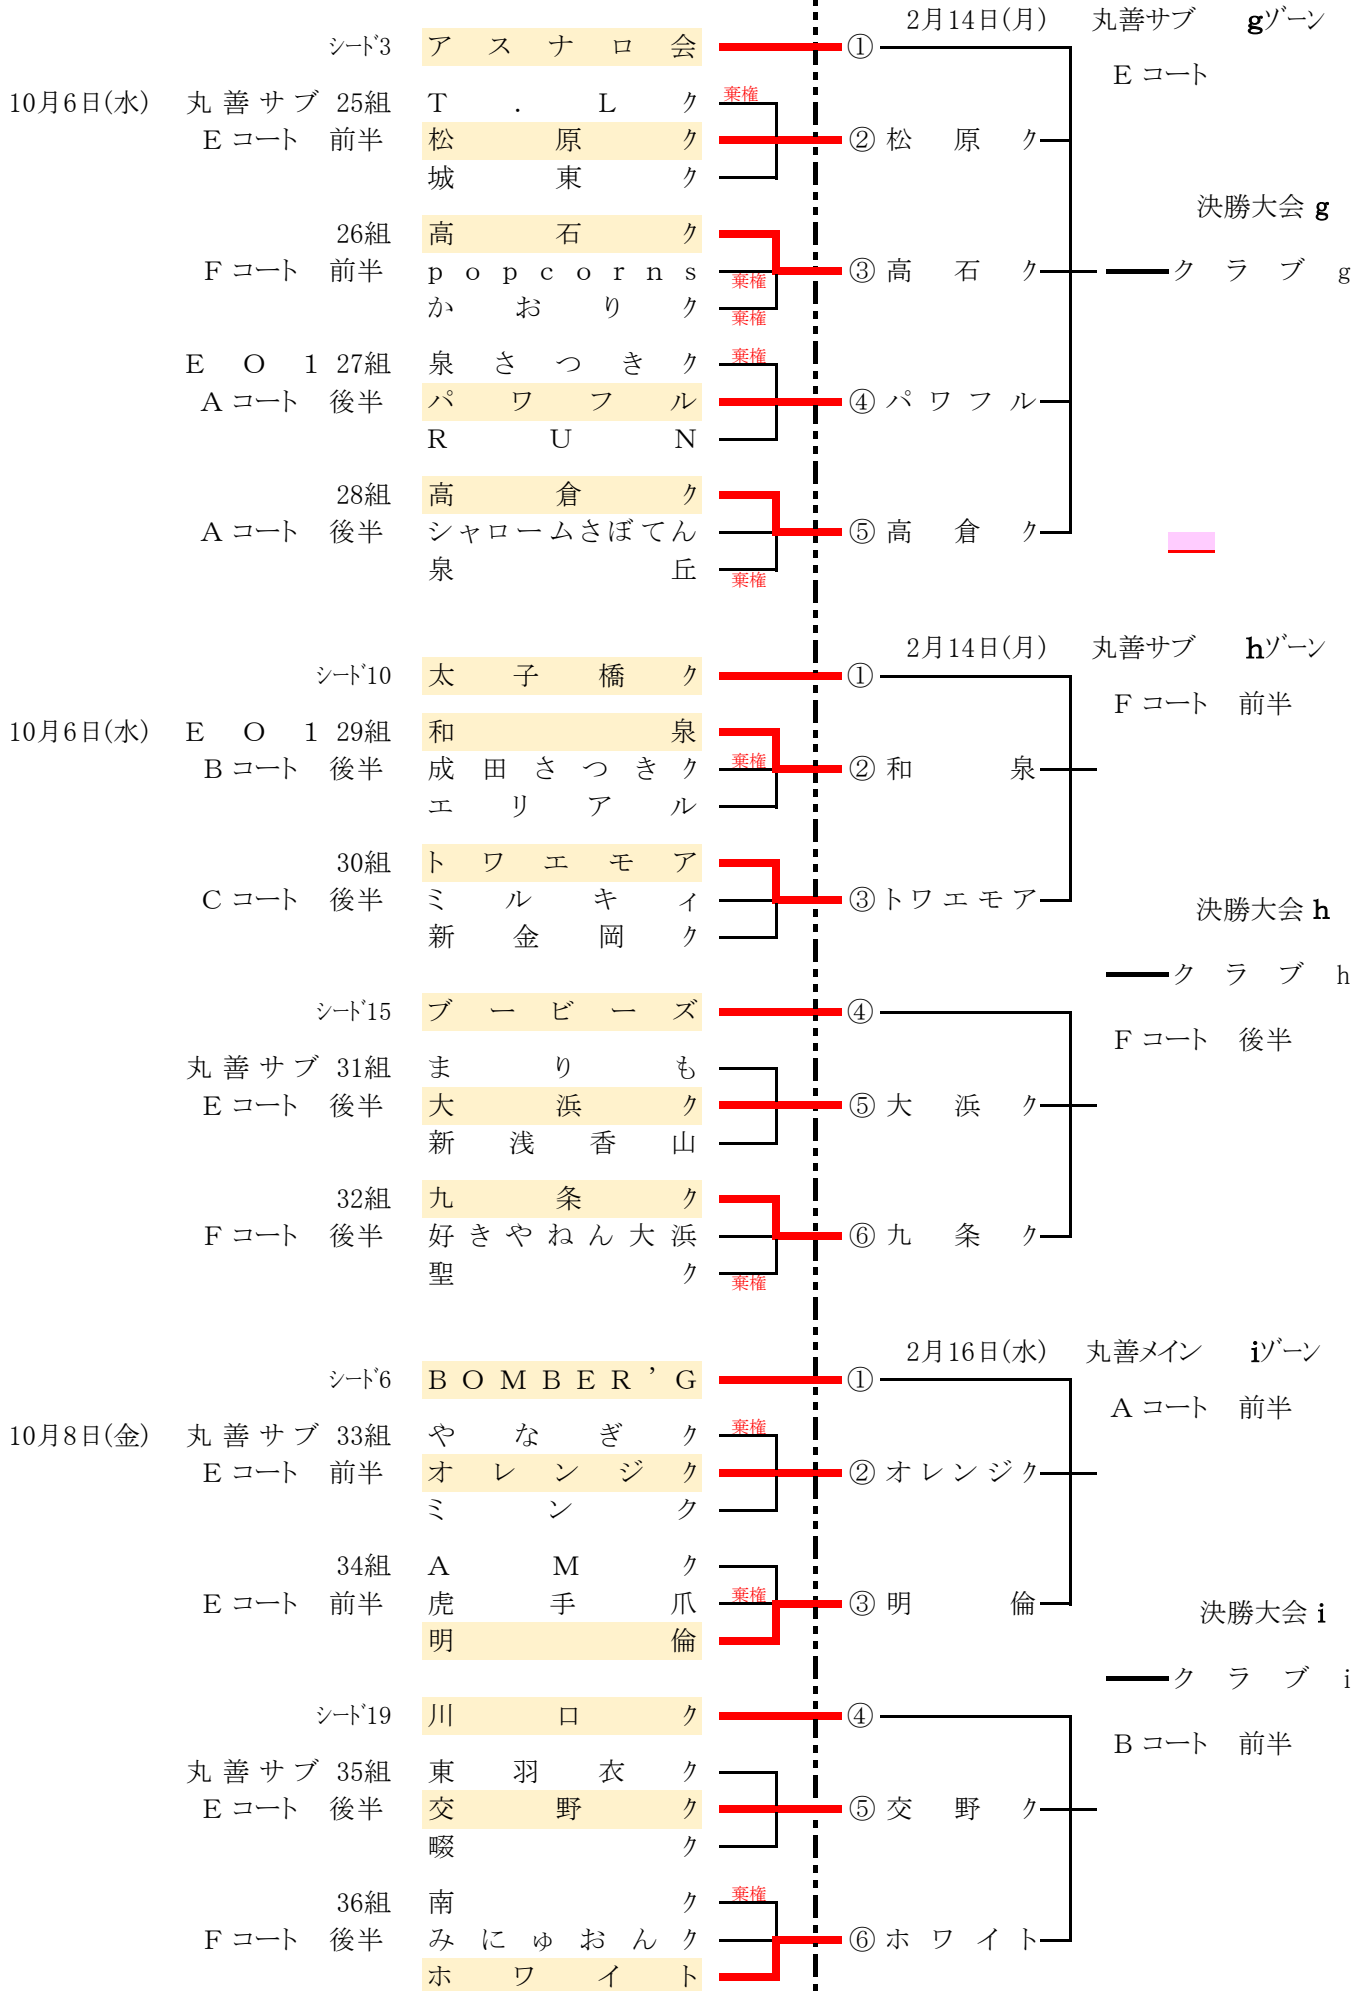 2月14日(月) 丸善サブ gゾーン
シード3 アスナロ会 ①
Eコート
10月6日(水) 丸善サブ 25組 T.Lク 棄権
Eコート 前半 松原ク ② 松原ク
城東ク
決勝大会 g
26組 高石ク
Fコート 前半 popcorns 棄権 ③ 高石ク クラブg
かおりク 棄権
EO1 27組 泉さつきク 棄権
Aコート 後半 パワフル ④ パワフル
RUN
28組 高倉ク
Aコート 後半 シャロームさぼてん ⑤ 高倉ク
泉丘 棄権
2月14日(月) 丸善サブ hゾーン
シード10 太子橋ク ①
Fコート 前半
10月6日(水) EO1 29組 和泉
Bコート 後半 成田さつきク 棄権 ② 和泉
エリアル
30組 トワエモア
Cコート 後半 ミルキィ ③ トワエモア
決勝大会 h
新金岡ク
クラブh
シード15 ブービーズ ④
Fコート 後半
丸善サブ 31組 まりも
Eコート 後半 大浜ク ⑤ 大浜ク
新浅香山
32組 九条ク
Fコート 後半 好きやねん大浜 ⑥ 九条ク
聖ク 棄権
2月16日(水) 丸善メイン iゾーン
シード6 BOMBER’G ①
Aコート 前半
10月8日(金) 丸善サブ 33組 やなぎク 棄権
Eコート 前半 オレンジク ② オレンジク
ミンク
34組 AMク
Eコート 前半 虎手爪 棄権 ③ 明倫
決勝大会 i
明倫
クラブi
シード19 川口ク ④
Bコート 前半
丸善サブ 35組 東羽衣ク
Eコート 後半 交野ク ⑤ 交野ク
畷ク
36組 南ク 棄権
Fコート 後半 みにゅおんク ⑥ ホワイト
ホワイト